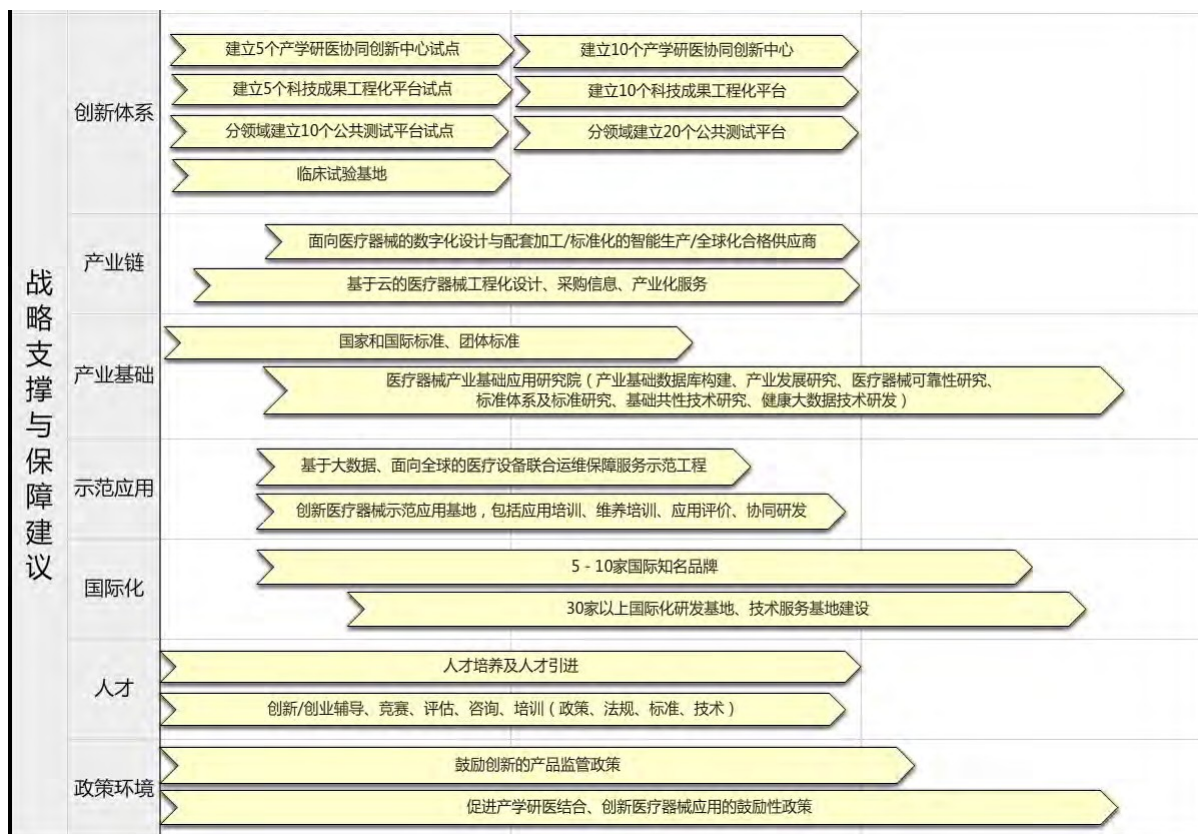 战略支撑与保障建议
创新体系
建立5个产学研医协同创新中心试点
建立10个产学研医协同创新中心
建立5个科技成果工程化平台试点
建立10个科技成果工程化平台
分领域建立10个公共测试平台试点
分领域建立20个公共测试平台
临床试验基地
产业链
面向医疗器械的数字化设计与配套加工/标准化的智能生产/全球化合格供应商
基于云的医疗器械工程化设计、采购信息、产业化服务
产业基础
国家和国际标准、团体标准
医疗器械产业基础应用研究院（产业基础数据库构建、产业发展研究、医疗器械可靠性研究、
标准体系及标准研究、基础共性技术研究、健康大数据技术研发）
示范应用
基于大数据、面向全球的医疗设备联合运维保障服务示范工程
创新医疗器械示范应用基地，包括应用培训、维养培训、应用评价、协同研发
国际化
5－10家国际知名品牌
30家以上国际化研发基地、技术服务基地建设
人才
人才培养及人才引进
创新/创业辅导、竞赛、评估、咨询、培训（政策、法规、标准、技术）
政策环境
鼓励创新的产品监管政策
促进产学研医结合、创新医疗器械应用的鼓励性政策